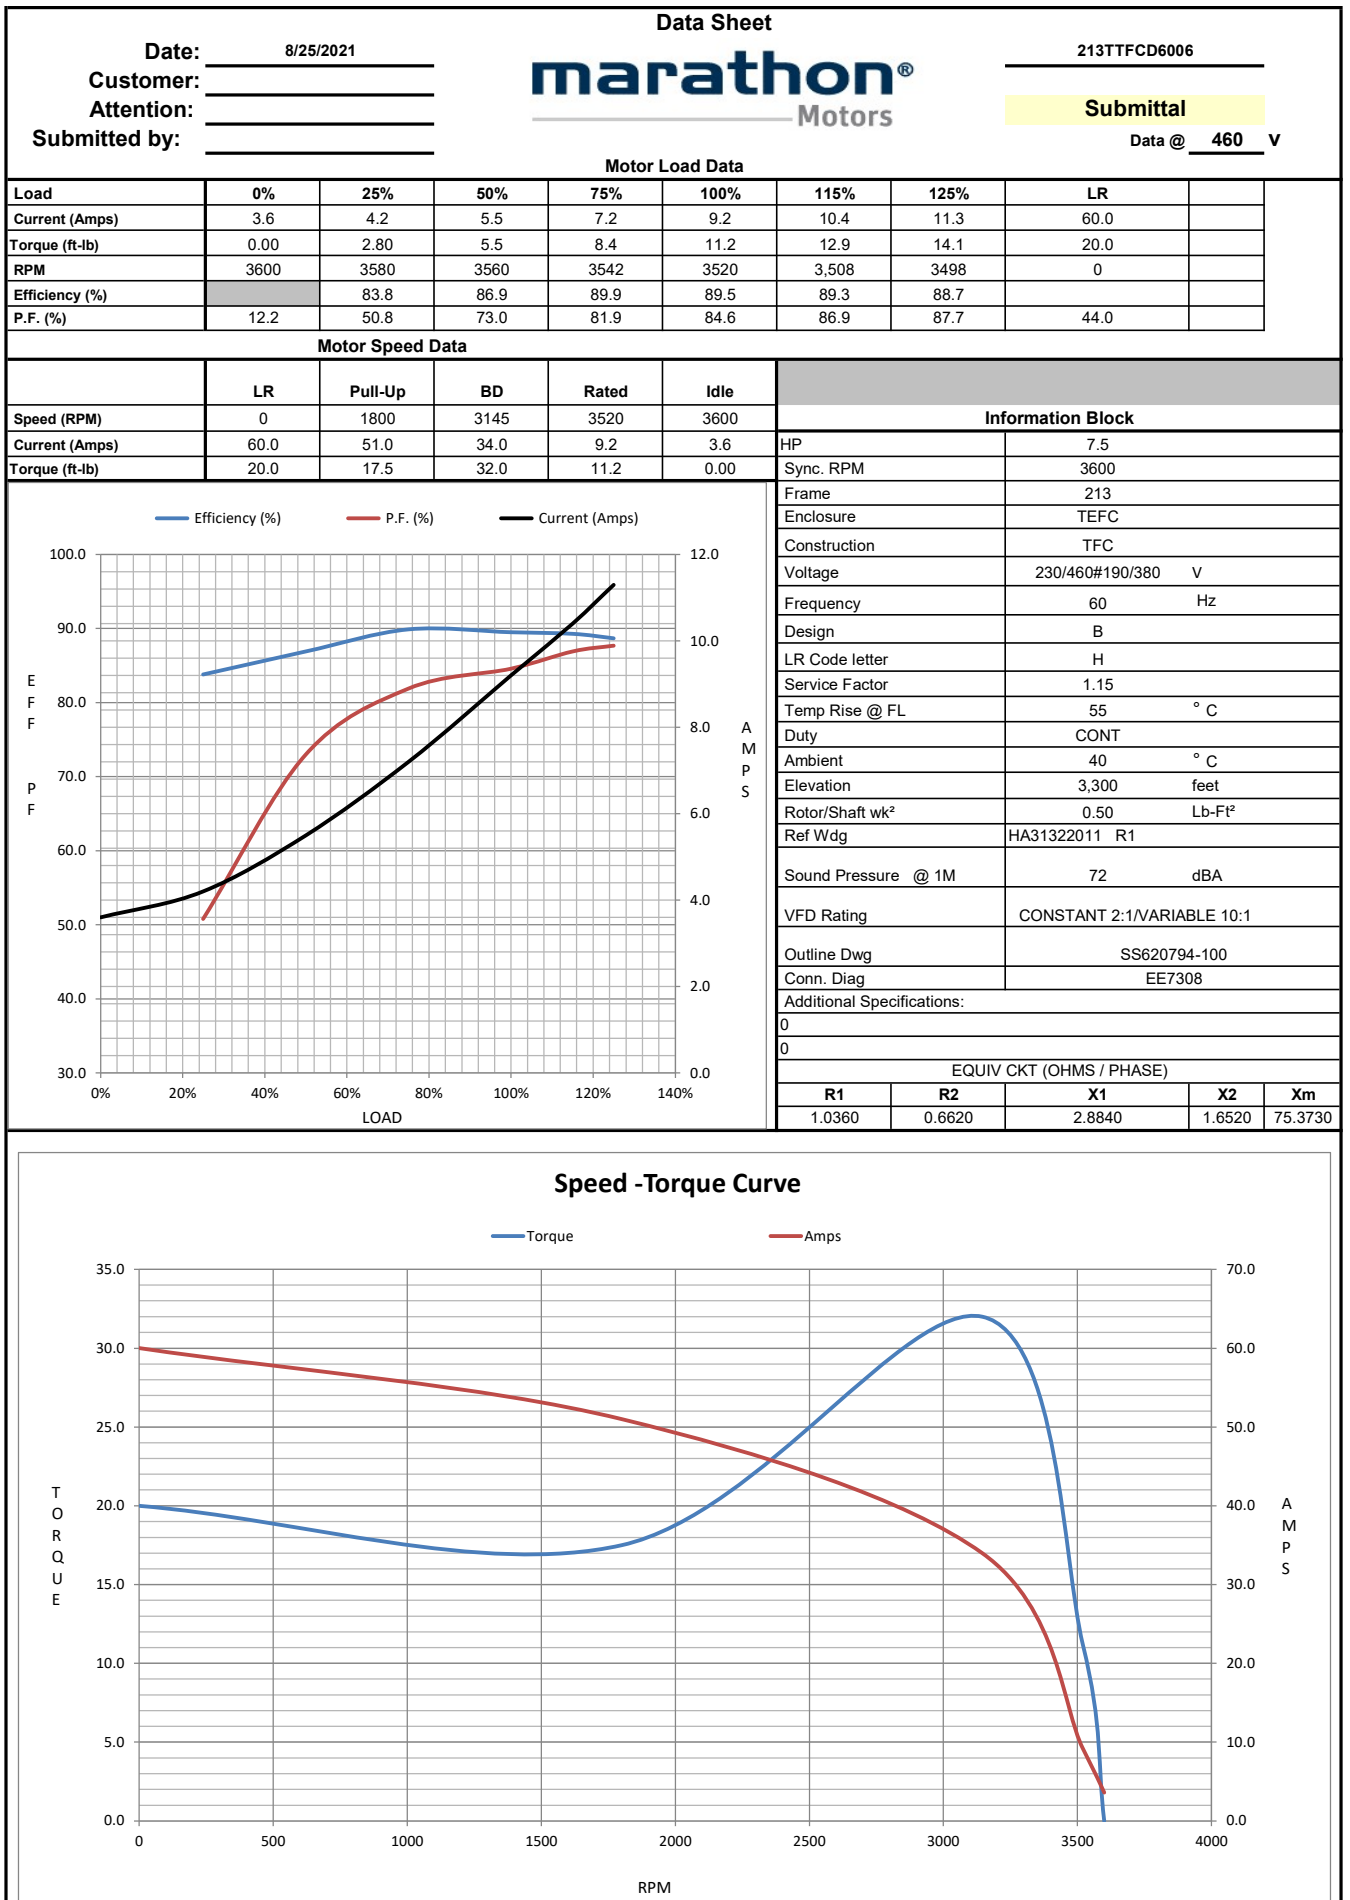 Data Sheet
Date: 8/25/2021
Customer:
Attention:
Submitted by:
marathon®
Motors
213TTFCD6006
Submittal
Data @ 460 V
Motor Load Data
Load 0% 25% 50% 75% 100% 115% 125% LR
Current (Amps) 3.6 4.2 5.5 7.2 9.2 10.4 11.3 60.0
Torque (ft-lb) 0.00 2.80 5.5 8.4 11.2 12.9 14.1 20.0
RPM 3600 3580 3560 3542 3520 3,508 3498 0
Efficiency (%) 83.8 86.9 89.9 89.5 89.3 88.7
P.F. (%) 12.2 50.8 73.0 81.9 84.6 86.9 87.7 44.0
Motor Speed Data
LR Pull-Up BD Rated Idle
Speed (RPM) 0 1800 3145 3520 3600
Current (Amps) 60.0 51.0 34.0 9.2 3.6
Torque (ft-lb) 20.0 17.5 32.0 11.2 0.00
Information Block
HP 7.5
Sync. RPM 3600
Frame 213
Enclosure TEFC
Construction TFC
Voltage 230/460#190/380 V
Frequency 60 Hz
Design B
LR Code letter H
Service Factor 1.15
Temp Rise @ FL 55 ° C
Duty CONT
Ambient 40 ° C
Elevation 3,300 feet
Rotor/Shaft wk² 0.50 Lb-Ft²
Ref Wdg HA31322011 R1
Sound Pressure @ 1M 72 dBA
VFD Rating CONSTANT 2:1/VARIABLE 10:1
Outline Dwg SS620794-100
Conn. Diag EE7308
Additional Specifications:
0
0
EQUIV CKT (OHMS / PHASE)
R1 R2 X1 X2 Xm
1.0360 0.6620 2.8840 1.6520 75.3730
Efficiency (%) P.F. (%) Current (Amps)
100.0
90.0
80.0
70.0
60.0
50.0
40.0
30.0
EFF PF
12.0
10.0
8.0
6.0
4.0
2.0
0.0
AMPS
0% 20% 40% 60% 80% 100% 120% 140%
LOAD
Speed -Torque Curve
Torque Amps
35.0
30.0
25.0
20.0
15.0
10.0
5.0
0.0
TORQUE
70.0
60.0
50.0
40.0
30.0
20.0
10.0
0.0
AMPS
0 500 1000 1500 2000 2500 3000 3500 4000
RPM